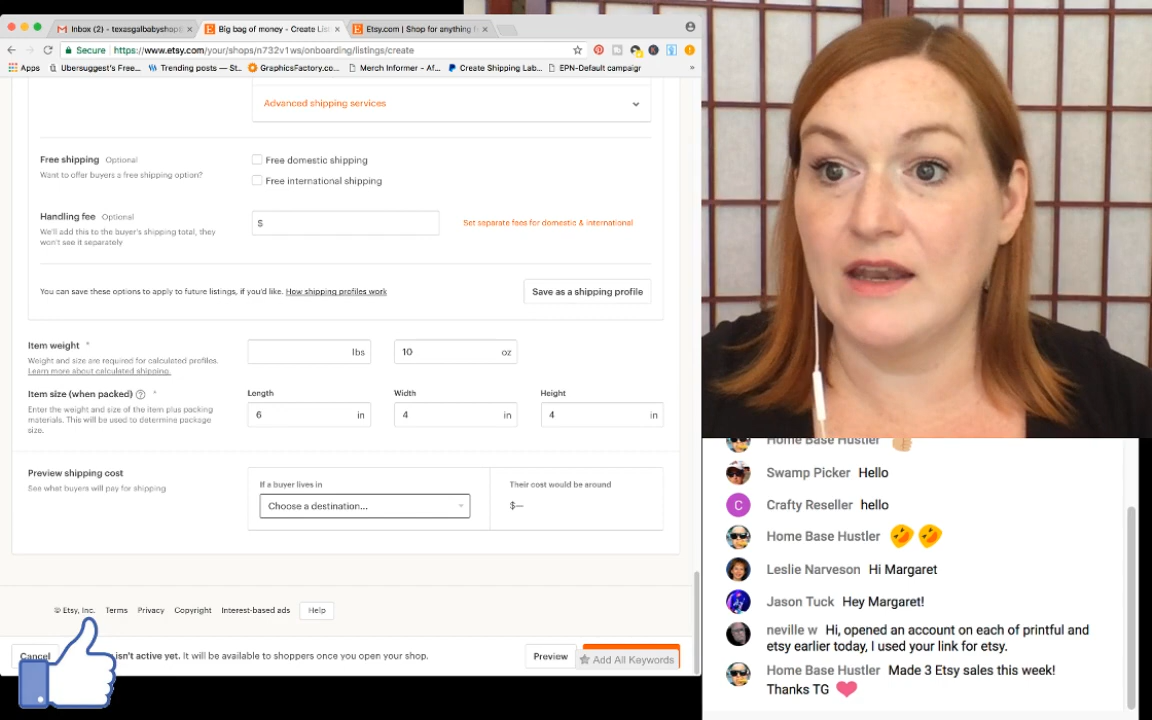 Inbox (2) - texasgalbabyshop@
Big bag of money - Create List
Etsy.com | Shop for anything f
Secure
https://www.etsy.com/your/shops/n732v1ws/onboarding/listings/create
Apps
Ubersuggest's Free...
Trending posts — St...
GraphicsFactory.co...
Merch Informer - Af...
Create Shipping Lab...
EPN-Default campaigr
»
Advanced shipping services
Free shipping Optional
Want to offer buyers a free shipping option?
Free domestic shipping
Free international shipping
Handling fee Optional
We'll add this to the buyer's shipping total, they
won't see it separately
$
Set separate fees for domestic & international
You can save these options to apply to future listings, if you'd like. How shipping profiles work
Save as a shipping profile
Item weight *
Weight and size are required for calculated profiles.
Learn more about calculated shipping.
lbs
10 oz
Item size (when packed) ? *
Enter the weight and size of the item plus packing
materials. This will be used to determine package
size.
Length
6 in
Width
4 in
Height
4 in
Preview shipping cost
See what buyers will pay for shipping
If a buyer lives in
Choose a destination...
Their cost would be around
$—
© Etsy, Inc. Terms Privacy Copyright Interest-based ads Help
Cancel
isn't active yet. It will be available to shoppers once you open your shop.
Preview
Add All Keywords
Home Base Hustler
Swamp Picker Hello
C
Crafty Reseller hello
Home Base Hustler
Leslie Narveson Hi Margaret
Jason Tuck Hey Margaret!
neville w Hi, opened an account on each of printful and
etsy earlier today, I used your link for etsy.
Home Base Hustler Made 3 Etsy sales this week!
Thanks TG